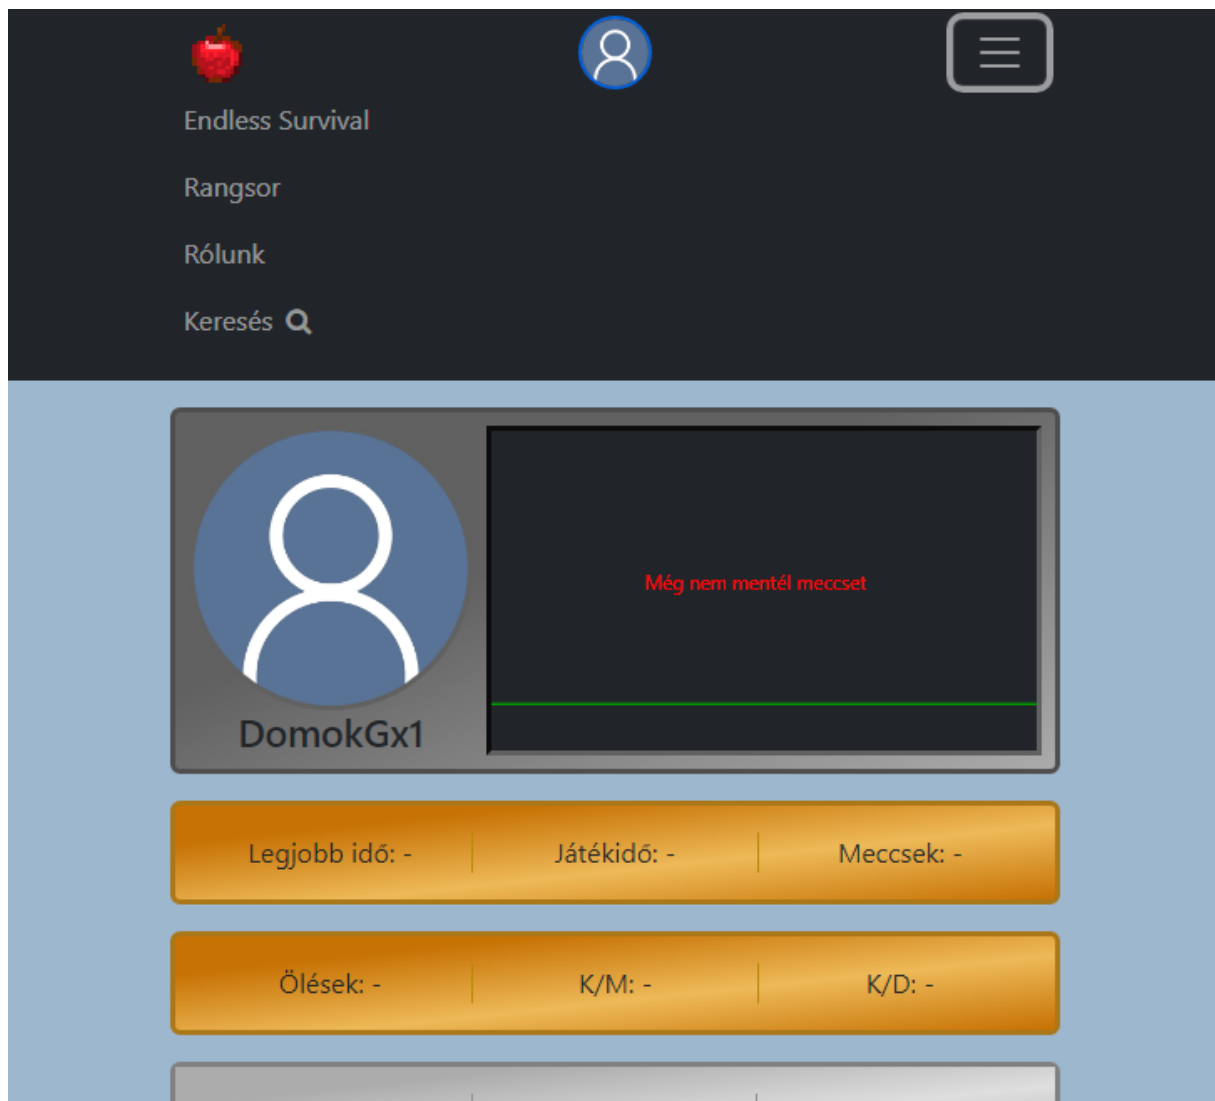 Endless Survival
Rangsor
Rólunk
Keresés
Még nem mentél meccset
DomokGx1
Legjobb idő: - Játékidő: - Meccsek: -
Ölések: - K/M: - K/D: -